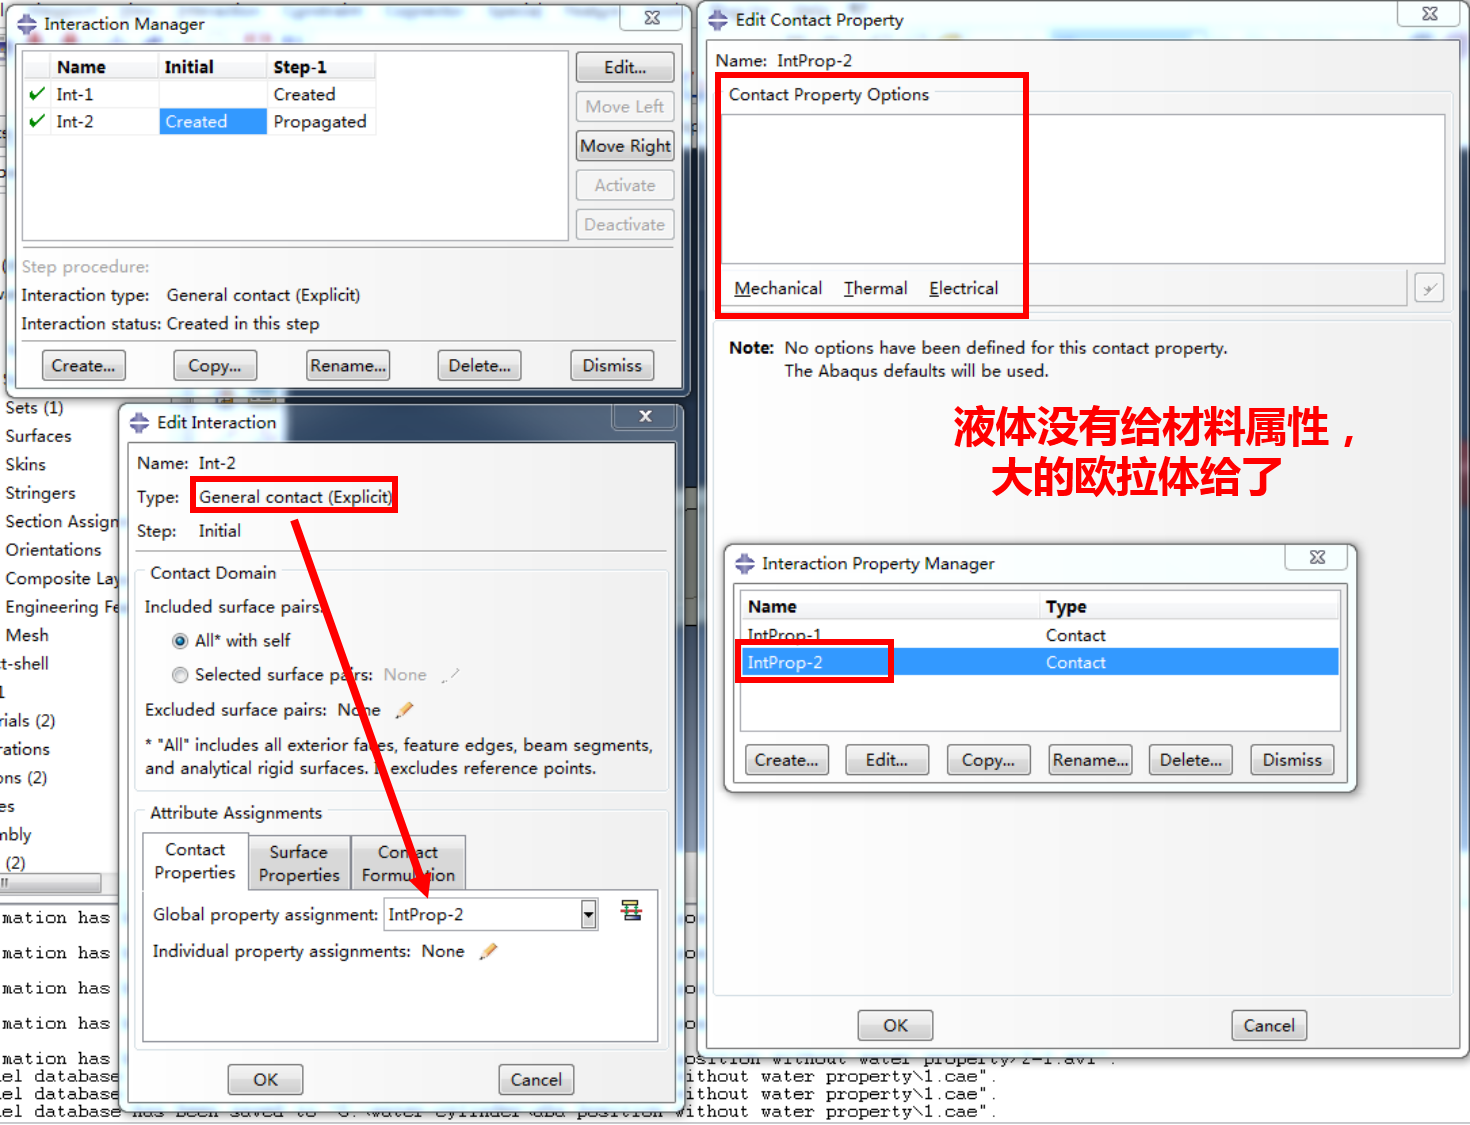 Interaction Manager
Name Initial Step-1
Int-1 Created
Int-2 Created Propagated
Edit...
Move Left
Move Right
Activate
Deactivate
Step procedure:
Interaction type: General contact (Explicit)
Interaction status: Created in this step
Create... Copy... Rename... Delete... Dismiss
Sets (1)
Surfaces
Skins
Stringers
Section Assign
Orientations
Composite Lay
Engineering Fe
Mesh
t-shell
1
rials (2)
rations
ons (2)
es
mbly
(2)
Edit Interaction
Name: Int-2
Type: General contact (Explicit)
Step: Initial
Contact Domain
Included surface pairs:
All* with self
Selected surface pairs: None
Excluded surface pairs: None
* "All" includes all exterior faces, feature edges, beam segments,
and analytical rigid surfaces. It excludes reference points.
Attribute Assignments
Contact Properties
Surface Properties
Contact Formulation
Global property assignment: IntProp-2
Individual property assignments: None
OK Cancel
Edit Contact Property
Name: IntProp-2
Contact Property Options
Mechanical Thermal Electrical
Note: No options have been defined for this contact property.
The Abaqus defaults will be used.
液体没有给材料属性，
大的欧拉体给了
Interaction Property Manager
Name Type
IntProp-1 Contact
IntProp-2 Contact
Create... Edit... Copy... Rename... Delete... Dismiss
OK Cancel
mation has
mation has
mation has
mation has
mation has osition without water property/2-1.avi".
el database ithout water property\1.cae".
el database ithout water property\1.cae".
el database has been saved to water cylinder position without water property\1.cae".